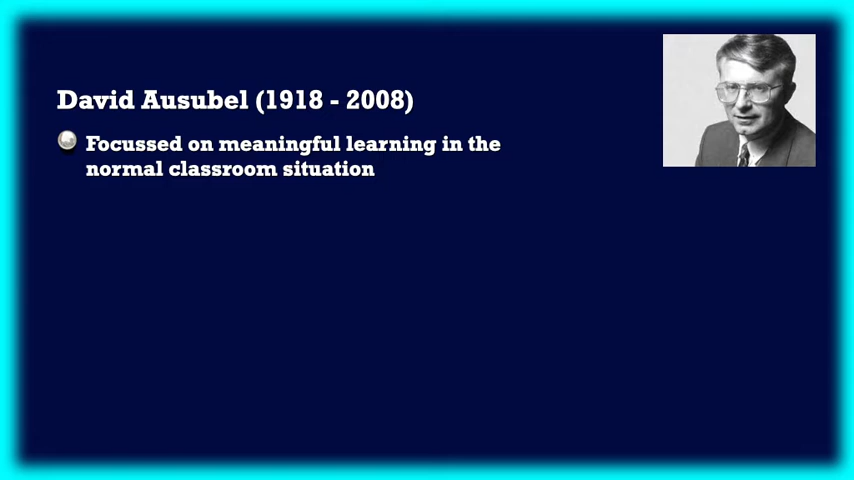 David Ausubel (1918 - 2008)
Focussed on meaningful learning in the
normal classroom situation